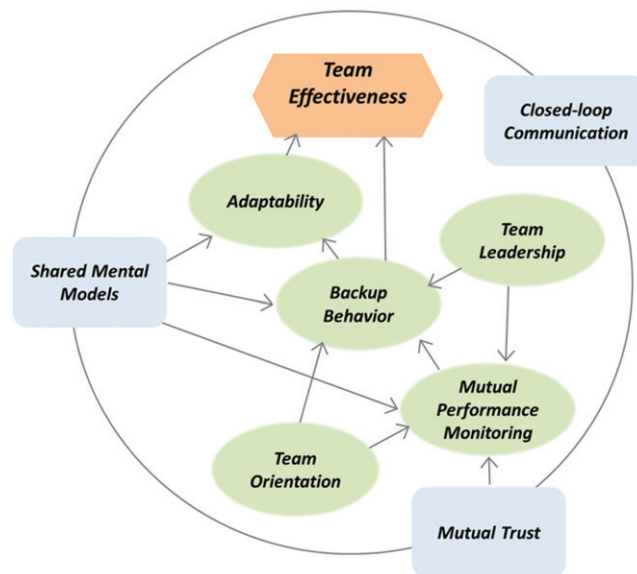 Team
Effectiveness
Closed-loop
Communication
Adaptability
Team
Leadership
Shared Mental
Models
Backup
Behavior
Mutual
Performance
Monitoring
Team
Orientation
Mutual Trust